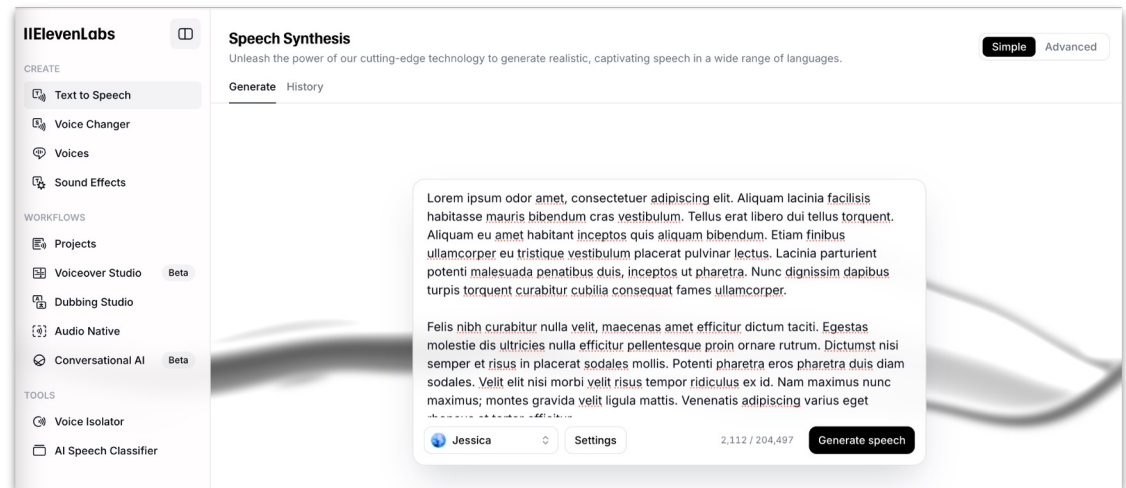 IIElevenLabs
CREATE
Text to Speech
Voice Changer
Voices
Sound Effects
WORKFLOWS
Projects
Voiceover Studio Beta
Dubbing Studio
Audio Native
Conversational AI Beta
TOOLS
Voice Isolator
AI Speech Classifier
Speech Synthesis
Unleash the power of our cutting-edge technology to generate realistic, captivating speech in a wide range of languages.
Simple Advanced
Generate History
Lorem ipsum odor amet, consectetuer adipiscing elit. Aliquam lacinia facilisis
habitasse mauris bibendum cras vestibulum. Tellus erat libero dui tellus torquent.
Aliquam eu amet habitant inceptos quis aliquam bibendum. Etiam finibus
ullamcorper eu tristique vestibulum placerat pulvinar lectus. Lacinia parturient
potenti malesuada penatibus duis, inceptos ut pharetra. Nunc dignissim dapibus
turpis torquent curabitur cubilia consequat fames ullamcorper.
Felis nibh curabitur nulla velit, maecenas amet efficitur dictum taciti. Egestas
molestie dis ultricies nulla efficitur pellentesque proin ornare rutrum. Dictumst nisi
semper et risus in placerat sodales mollis. Potenti pharetra eros pharetra duis diam
sodales. Velit elit nisi morbi velit risus tempor ridiculus ex id. Nam maximus nunc
maximus; montes gravida velit ligula mattis. Venenatis adipiscing varius eget
Jessica Settings 2,112 / 204,497 Generate speech